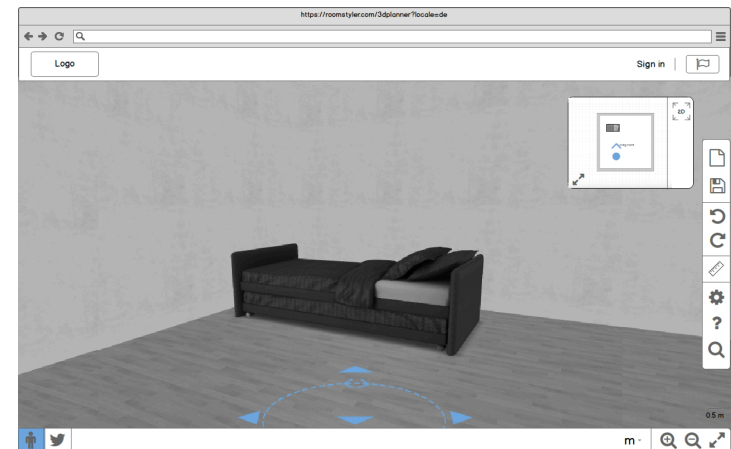 https://roomstyler.com/3dplanner?locale=de
Logo
Sign in
2D
?
0.5 m
m